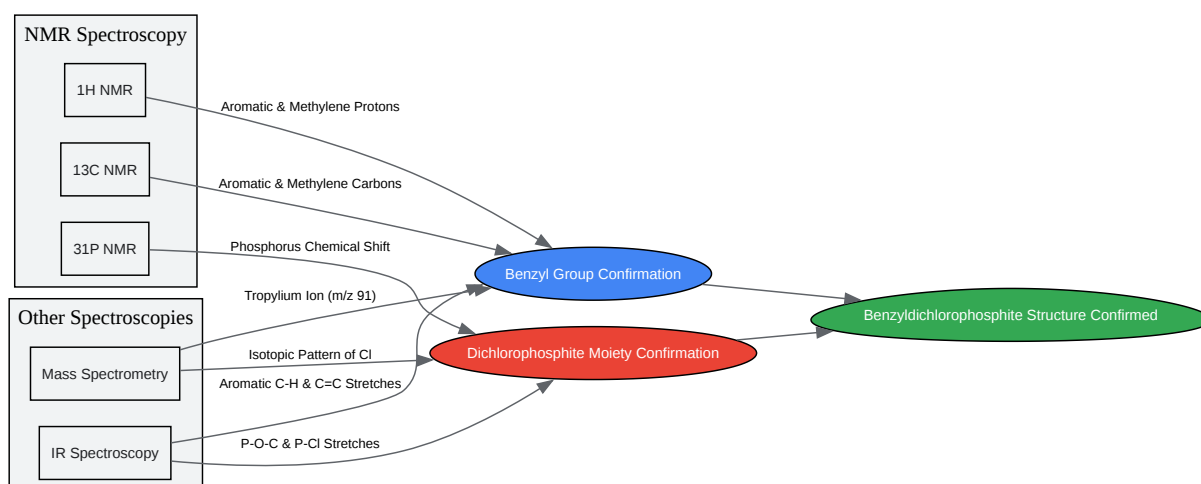 NMR Spectroscopy
1H NMR
Aromatic & Methylene Protons
13C NMR
Aromatic & Methylene Carbons
31P NMR
Phosphorus Chemical Shift
Benzyl Group Confirmation
Tropylium Ion (m/z 91)
Benzyldichlorophosphite Structure Confirmed
Other Spectroscopies
Isotopic Pattern of Cl
Dichlorophosphite Moiety Confirmation
Mass Spectrometry
Aromatic C-H & C=C Stretches
P-O-C & P-Cl Stretches
IR Spectroscopy